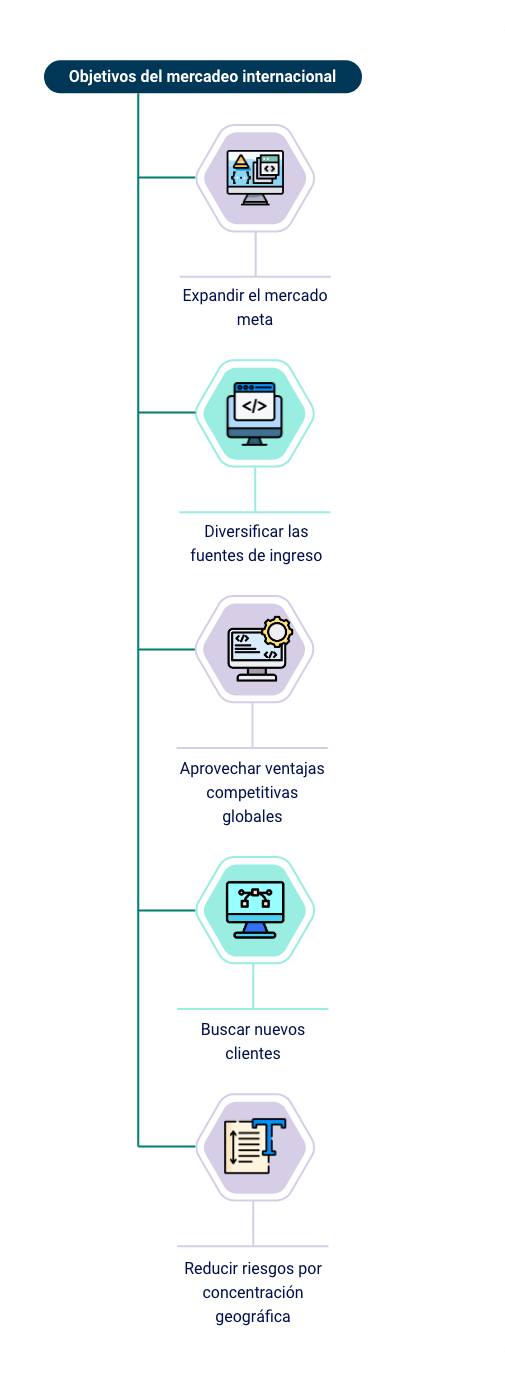 Objetivos del mercadeo internacional
Expandir el mercado
meta
</>
Diversificar las
fuentes de ingreso
</>
</>
Aprovechar ventajas
competitivas
globales
Buscar nuevos
clientes
T
Reducir riesgos por
concentración
geográfica